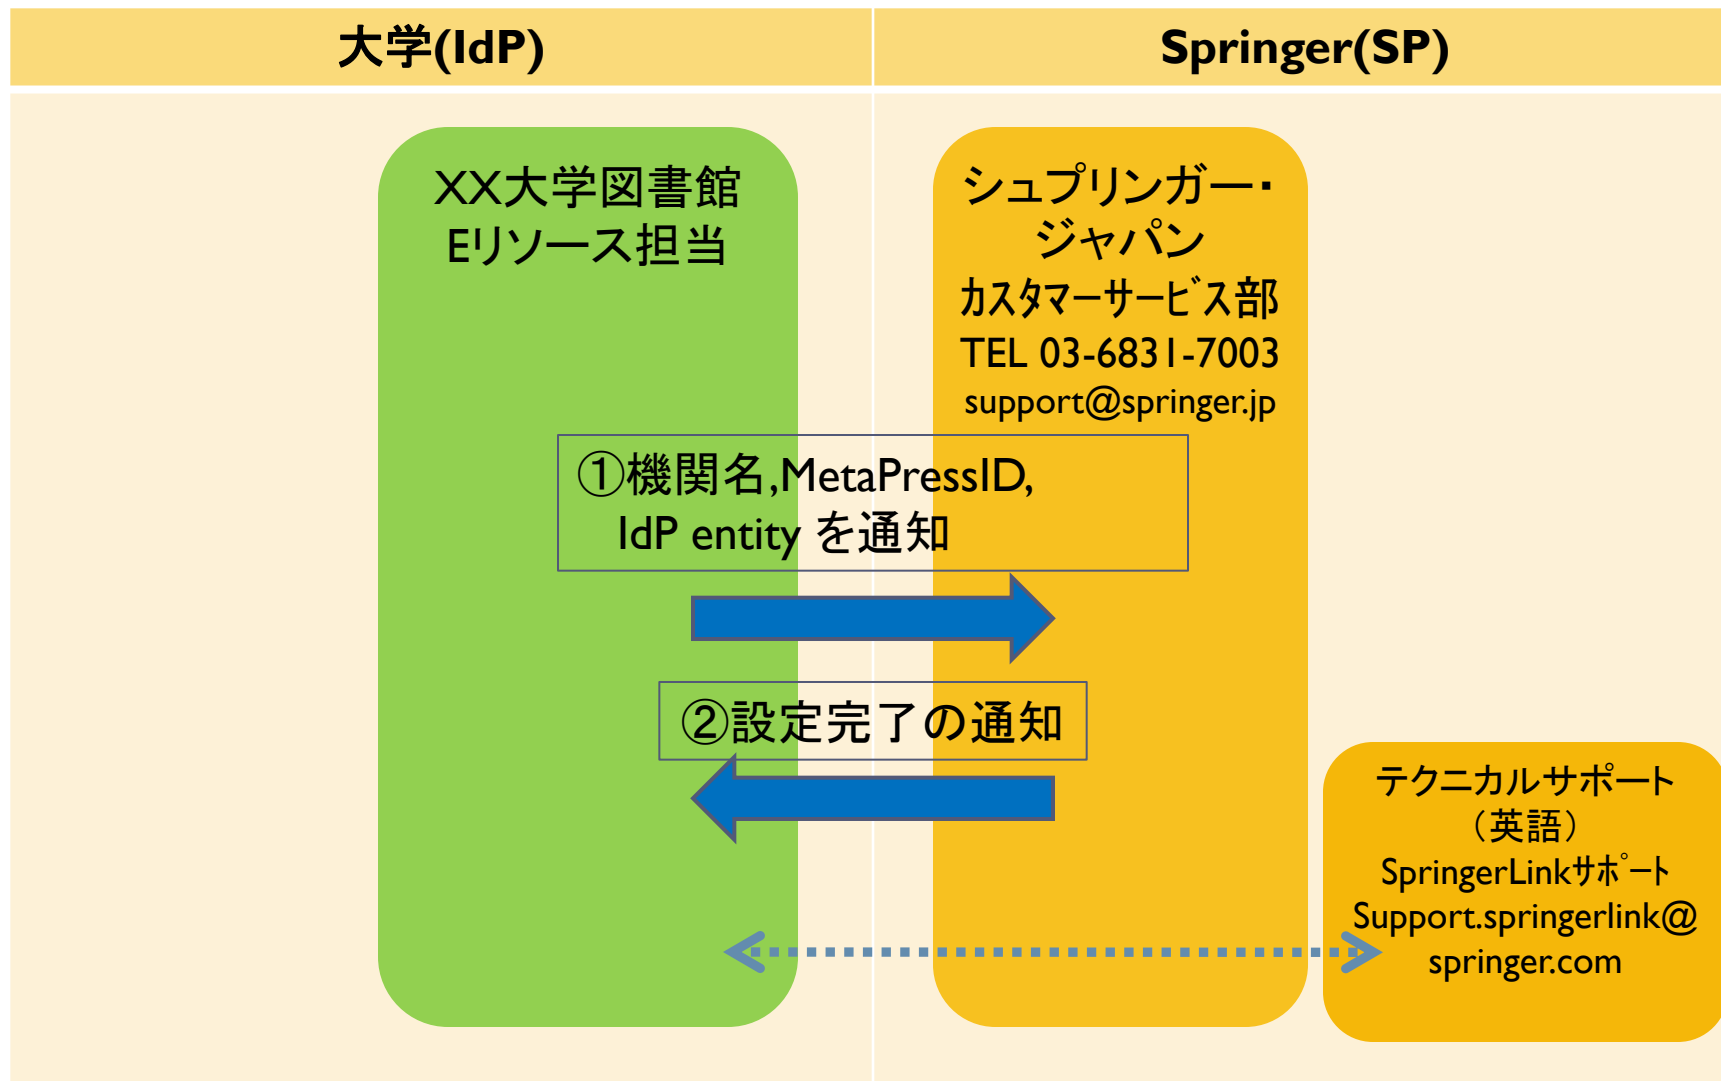 大学(IdP)
Springer(SP)
XX大学図書館
Eリソース担当
シュプリンガー・
ジャパン
ｶｽﾀﾏｰｻｰﾋﾞｽ部
TEL 03-6831-7003
support@springer.jp
①機関名,MetaPressID,
IdP entity を通知
②設定完了の通知
テクニカルサポート
（英語）
SpringerLinkｻﾎﾟｰﾄ
Support.springerlink@
springer.com